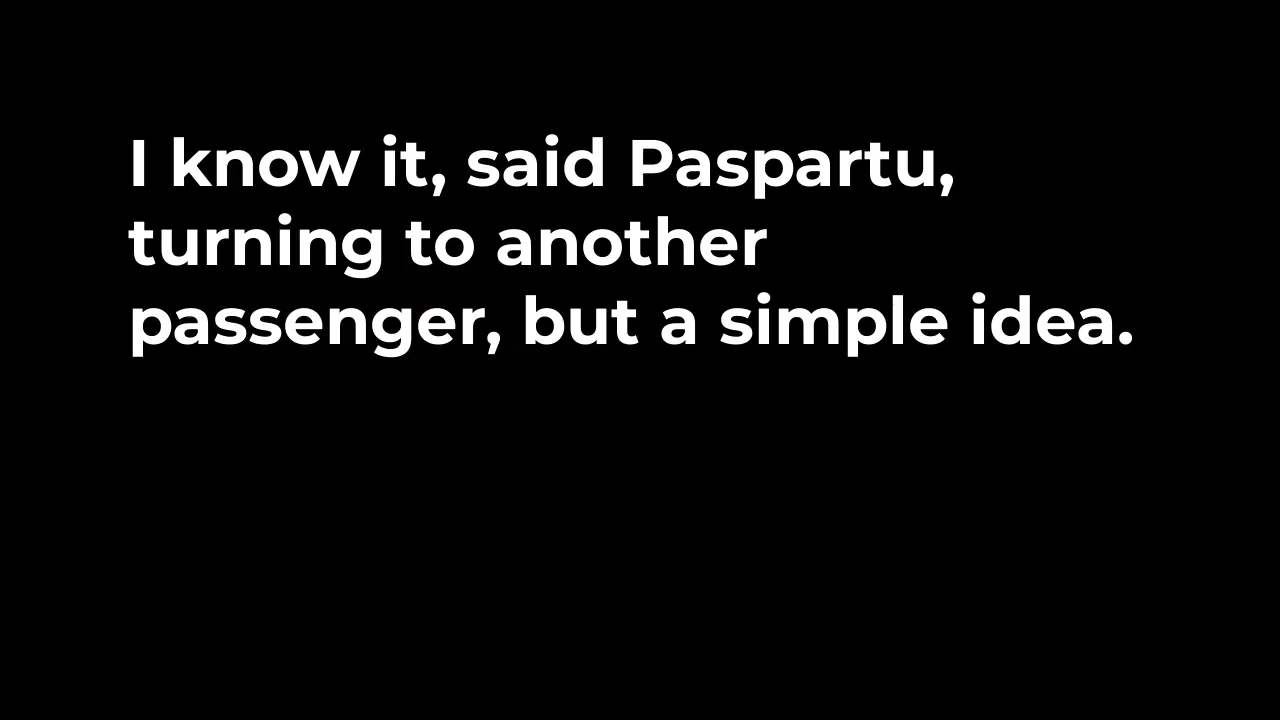 I know it, said Paspartu,
turning to another
passenger, but a simple idea.